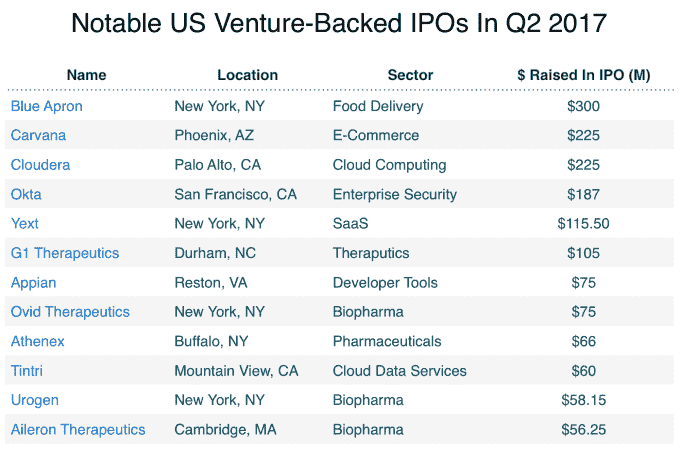 Notable US Venture-Backed IPOs In Q2 2017
Name Location Sector $ Raised In IPO (M)
Blue Apron New York, NY Food Delivery $300
Carvana Phoenix, AZ E-Commerce $225
Cloudera Palo Alto, CA Cloud Computing $225
Okta San Francisco, CA Enterprise Security $187
Yext New York, NY SaaS $115.50
G1 Therapeutics Durham, NC Theraputics $105
Appian Reston, VA Developer Tools $75
Ovid Therapeutics New York, NY Biopharma $75
Athenex Buffalo, NY Pharmaceuticals $66
Tintri Mountain View, CA Cloud Data Services $60
Urogen New York, NY Biopharma $58.15
Aileron Therapeutics Cambridge, MA Biopharma $56.25